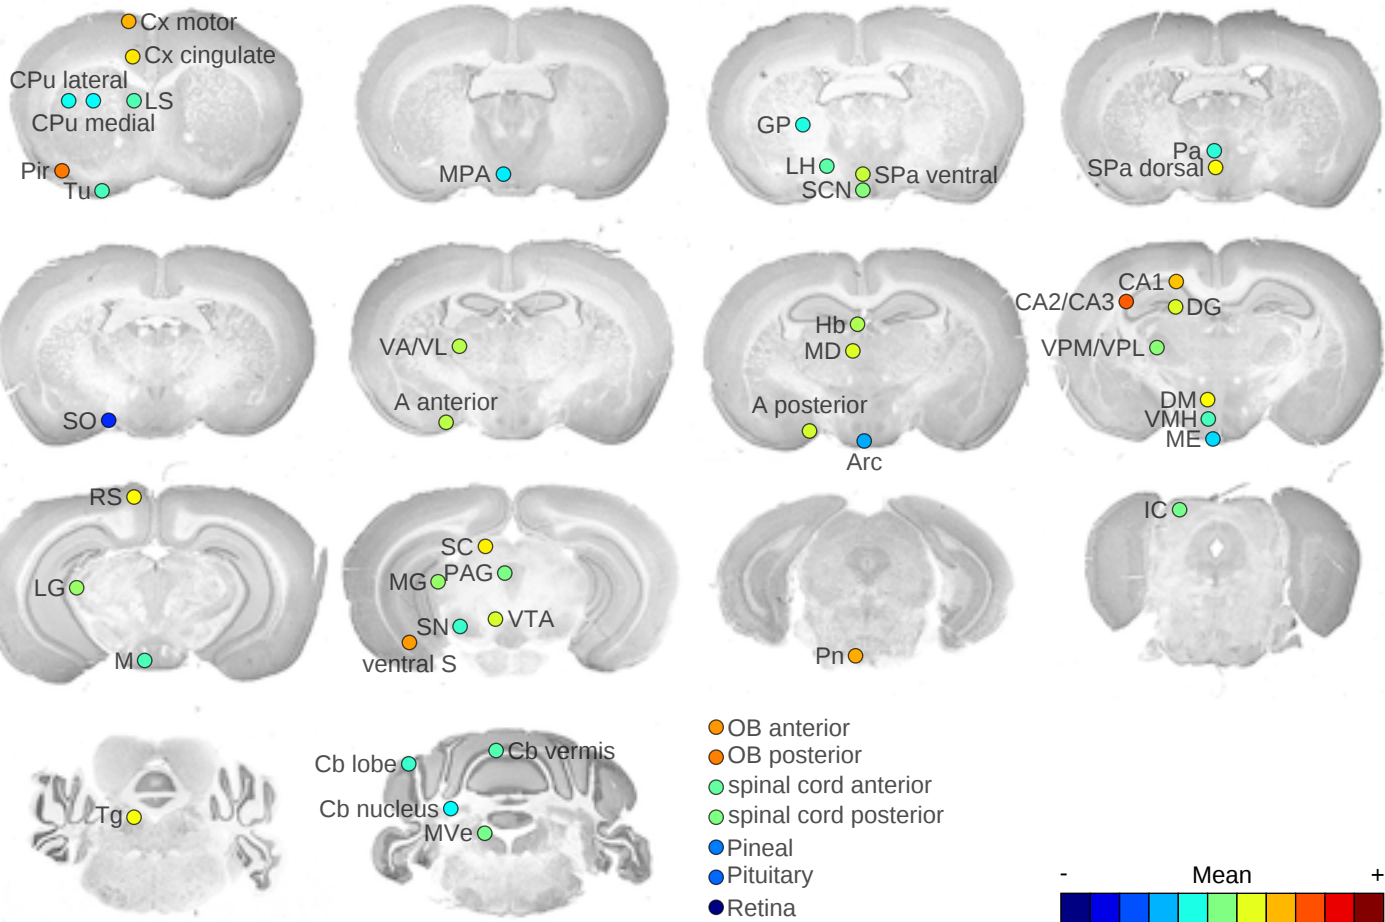 Cx motor
Cx cingulate
CPu lateral
LS
CPu medial
Pir
Tu
MPA
GP
LH
SPa ventral
SCN
Pa
SPa dorsal
SO
VA/VL
A anterior
Hb
MD
A posterior
Arc
CA1
CA2/CA3
DG
VPM/VPL
DM
VMH
ME
RS
LG
M
SC
MG
PAG
SN
VTA
ventral S
Pn
IC
Tg
Cb lobe
Cb vermis
Cb nucleus
MVe
OB anterior
OB posterior
spinal cord anterior
spinal cord posterior
Pineal
Pituitary
Retina
- Mean +